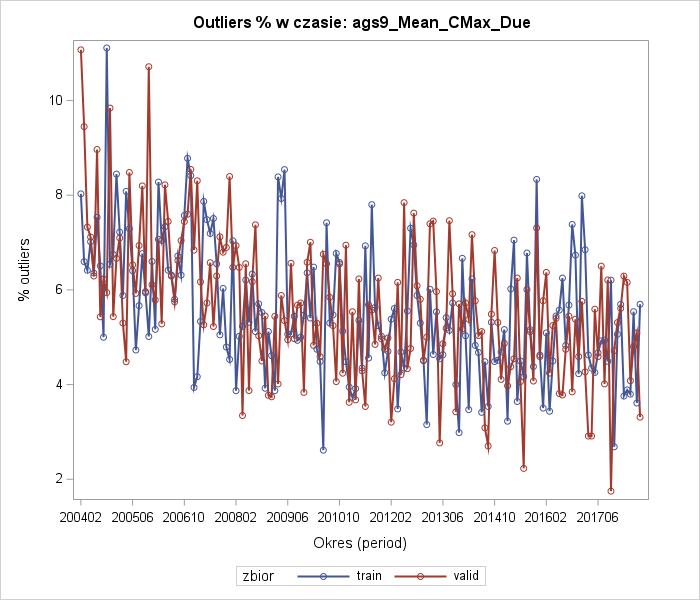 Outliers % w czasie: ags9_Mean_CMax_Due
% outliers
10
8
6
4
2
200402 200506 200610 200802 200906 201010 201202 201306 201410 201602 201706
Okres (period)
zbior train valid